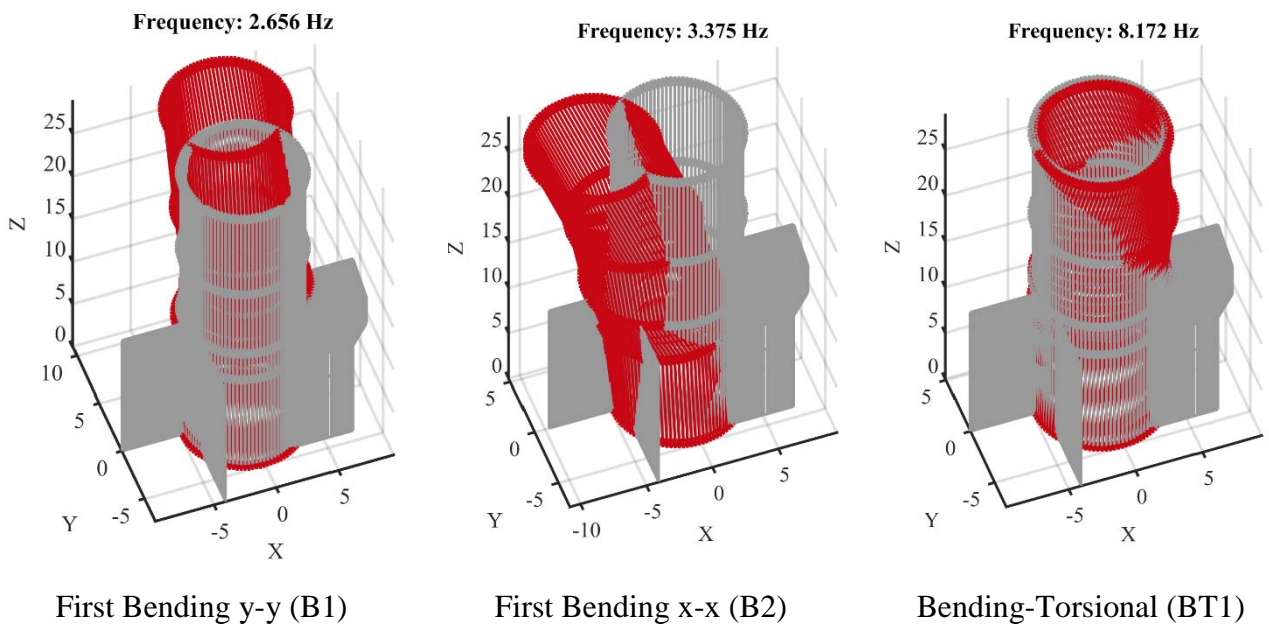 Frequency: 2.656 Hz
25
20
15
10
5
0
Z
10
5
0
-5
Y
-5
0
5
X
First Bending y-y (B1)
Frequency: 3.375 Hz
25
20
15
10
5
0
Z
5
0
-5
Y
-10
-5
0
5
X
First Bending x-x (B2)
Frequency: 8.172 Hz
25
20
15
10
5
0
Z
5
0
-5
Y
-5
0
5
X
Bending-Torsional (BT1)